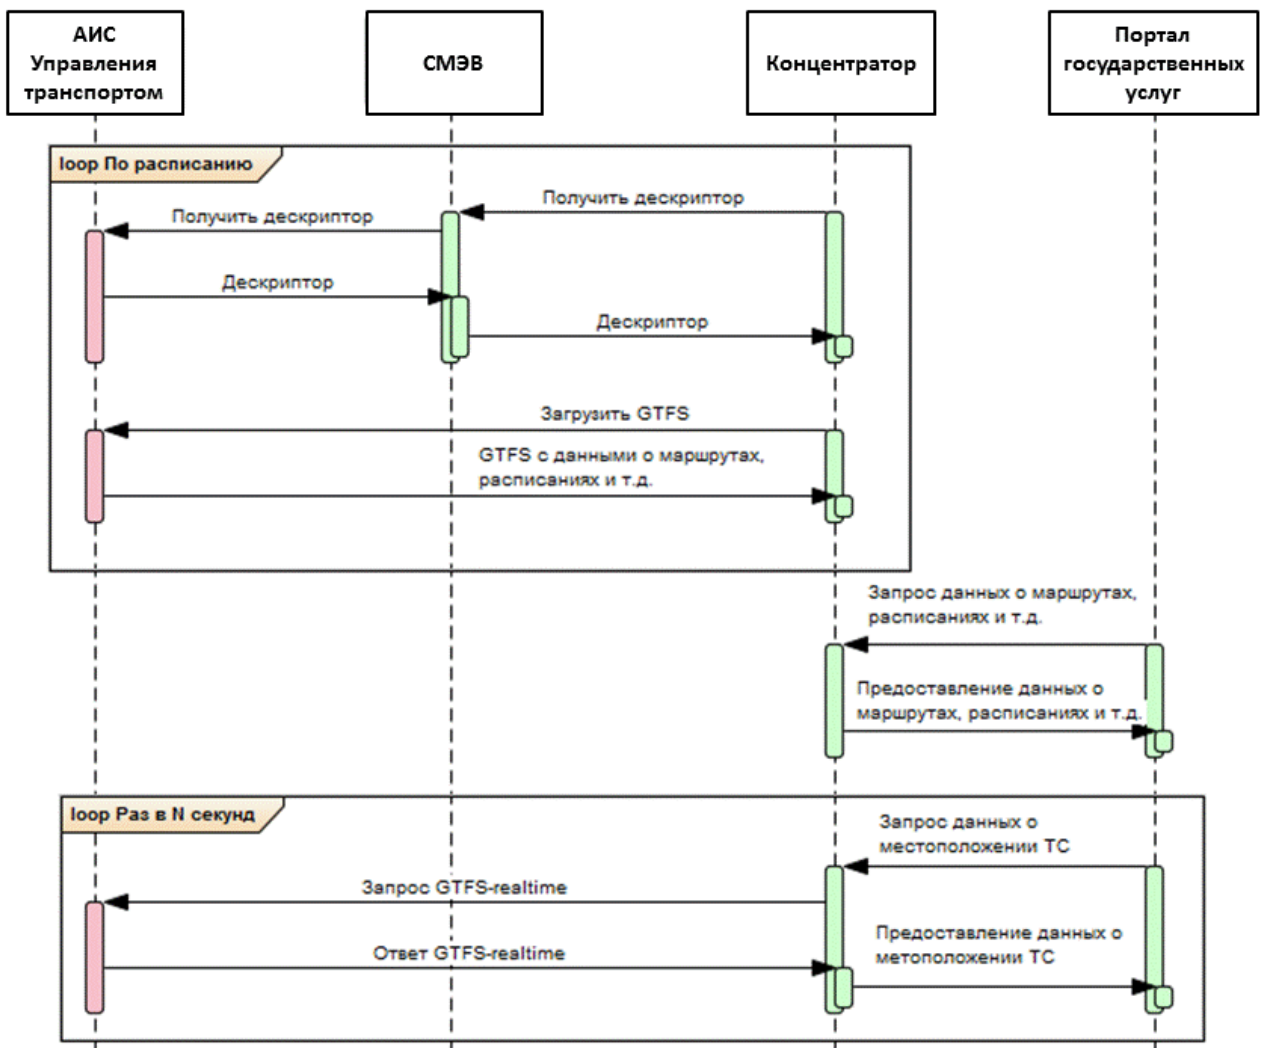 АИС
Управления
транспортом
СМЭВ
Концентратор
Портал
государственных
услуг
loop По расписанию
Получить дескриптор
Получить дескриптор
Дескриптор
Дескриптор
Загрузить GTFS
GTFS с данными о маршрутах,
расписаниях и т.д.
Запрос данных о маршрутах,
расписаниях и т.д.
Предоставление данных о
маршрутах, расписаниях и т.д.
loop Раз в N секунд
Запрос данных о
местоположении ТС
Запрос GTFS-realtime
Предоставление данных о
метоположении ТС
Ответ GTFS-realtime